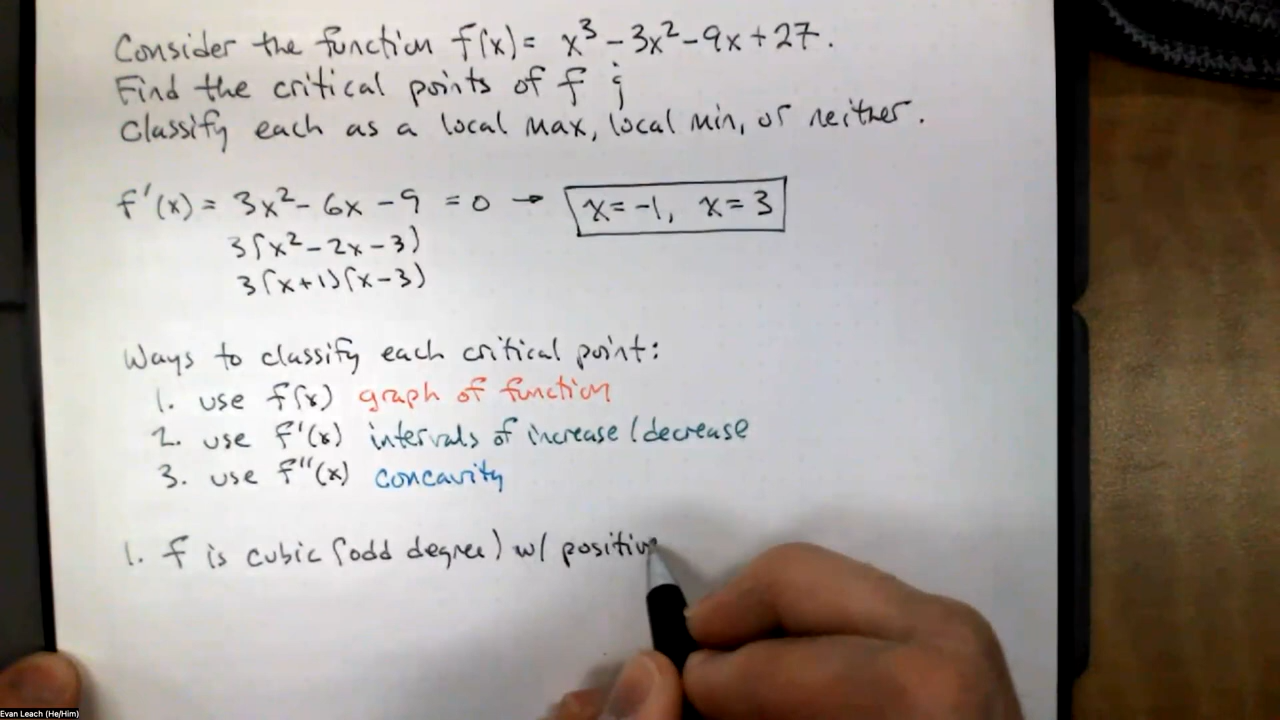 Consider the function f(x) = x³ - 3x² - 9x + 27.
Find the critical points of f ;
Classify each as a local max, local min, or neither.
f'(x) = 3x² - 6x - 9 = 0 → x = -1, x = 3
3(x² - 2x - 3)
3(x+1)(x-3)
Ways to classify each critical point:
1. use f(x) graph of function
2. use f'(x) intervals of increase/decrease
3. use f''(x) concavity
1. f is cubic (odd degree) w/ positiv
Evan Leach (He/Him)